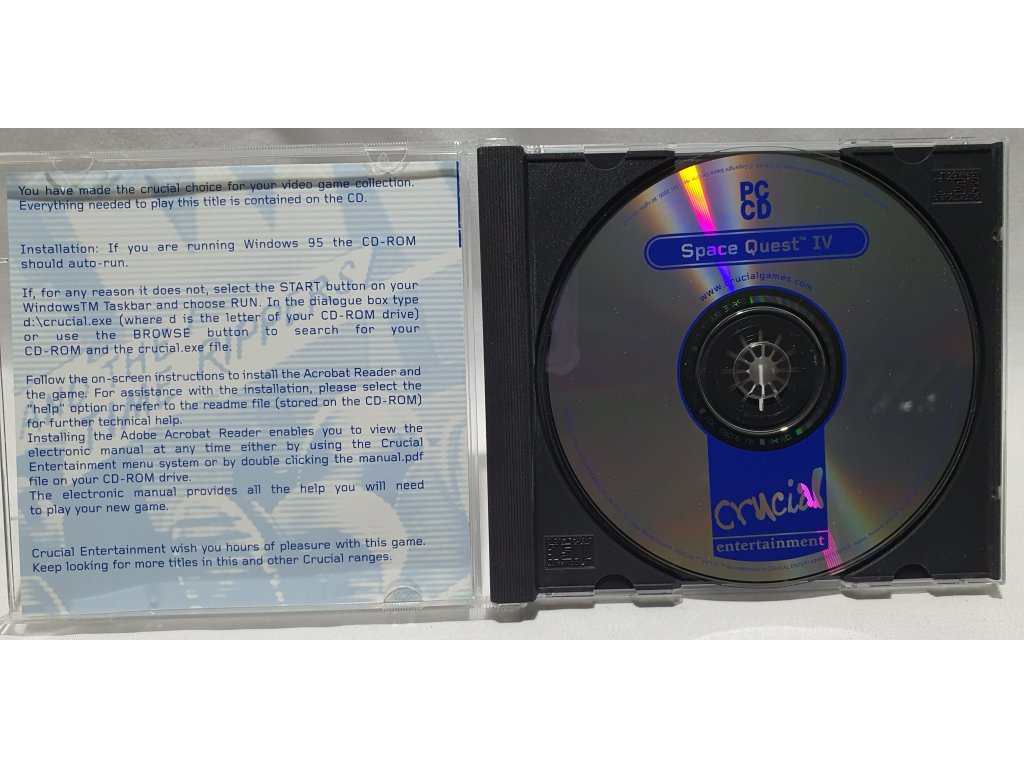 You have made the crucial choice for your video game collection.
Everything needed to play this title is contained on the CD.
Installation: If you are running Windows 95 the CD-ROM
should auto-run.
If, for any reason it does not, select the START button on your
WindowsTM Taskbar and choose RUN. In the dialogue box type
d:\crucial.exe (where d is the letter of your CD-ROM drive)
or use the BROWSE button to search for your
CD-ROM and the crucial.exe file.
Follow the on-screen instructions to install the Acrobat Reader and
the game. For assistance with the installation, please select the
"help" option or refer to the readme file (stored on the CD-ROM)
for further technical help.
Installing the Adobe Acrobat Reader enables you to view the
electronic manual at any time either by using the Crucial
Entertainment menu system or by double clicking the manual.pdf
file on your CD-ROM drive.
The electronic manual provides all the help you will need
to play your new game.
Crucial Entertainment wish you hours of pleasure with this game.
Keep looking for more titles in this and other Crucial ranges.
PC
CD
Space Quest™ IV
www.crucialgames.com
crucial
entertainment